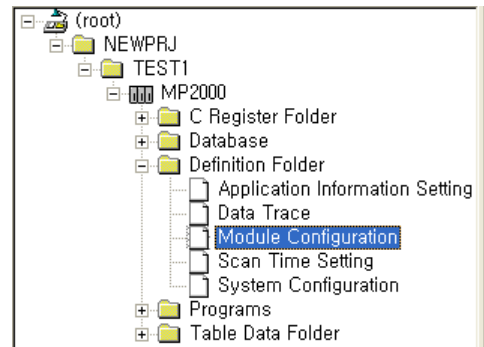 (root)
NEWPRJ
TEST1
MP2000
C Register Folder
Database
Definition Folder
Application Information Setting
Data Trace
Module Configuration
Scan Time Setting
System Configuration
Programs
Table Data Folder